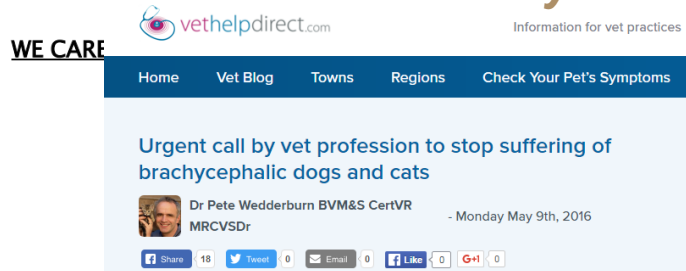 vethelpdirect.com
Information for vet practices
WE CARE
Home Vet Blog Towns Regions Check Your Pet's Symptoms
Urgent call by vet profession to stop suffering of
brachycephalic dogs and cats
Dr Pete Wedderburn BVM&S CertVR
MRCVSDr
- Monday May 9th, 2016
Share 18 Tweet 0 Email 0 Like 0 G+1 0